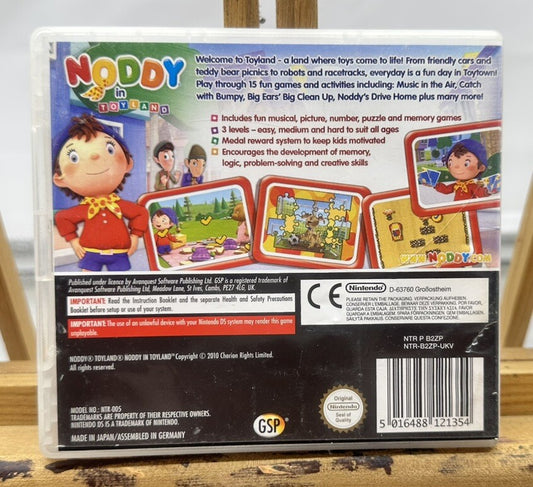 NODDY
in
TOYLAND
Welcome to Toyland - a land where toys come to life! From friendly cars and
teddy bear picnics to robots and racetracks, everyday is a fun day in Toytown!
Play through 15 fun games and activities including: Music in the Air, Catch
with Bumpy, Big Ears' Big Clean Up, Noddy's Drive Home plus many more!
Includes fun musical, picture, number, puzzle and memory games
3 levels – easy, medium and hard to suit all ages
Medal reward system to keep kids motivated
Encourages the development of memory,
logic, problem-solving and creative skills
WWW.NODDY.COM
Published under licence by Avanquest Software Publishing Ltd. GSP is a registered trademark of
Avanquest Software Publishing Ltd, Meadow Lane, St Ives, Cambs, PE27 4LG, UK.
IMPORTANT: Read the Instruction Booklet and the separate Health and Safety Precautions
Booklet before setup or use of your system.
IMPORTANT: The use of an unlawful device with your Nintendo DS system may render this game
unplayable.
CE
Nintendo
D-63760 Großostheim
PLEASE RETAIN THE PACKAGING. VERPACKUNG AUFHEBEN.
NTR P B2ZP
NTR-B2ZP-UKV
NODDY® TOYLAND® NODDY IN TOYLAND™ Copyright © 2010 Chorion Rights Limited.
All rights reserved.
MODEL NO.: NTR-005
TRADEMARKS ARE PROPERTY OF THEIR RESPECTIVE OWNERS.
NINTENDO DS IS A TRADEMARK OF NINTENDO.
MADE IN JAPAN/ASSEMBLED IN GERMANY
GSP
Original
Nintendo
Seal of
Quality
5 016488 121354